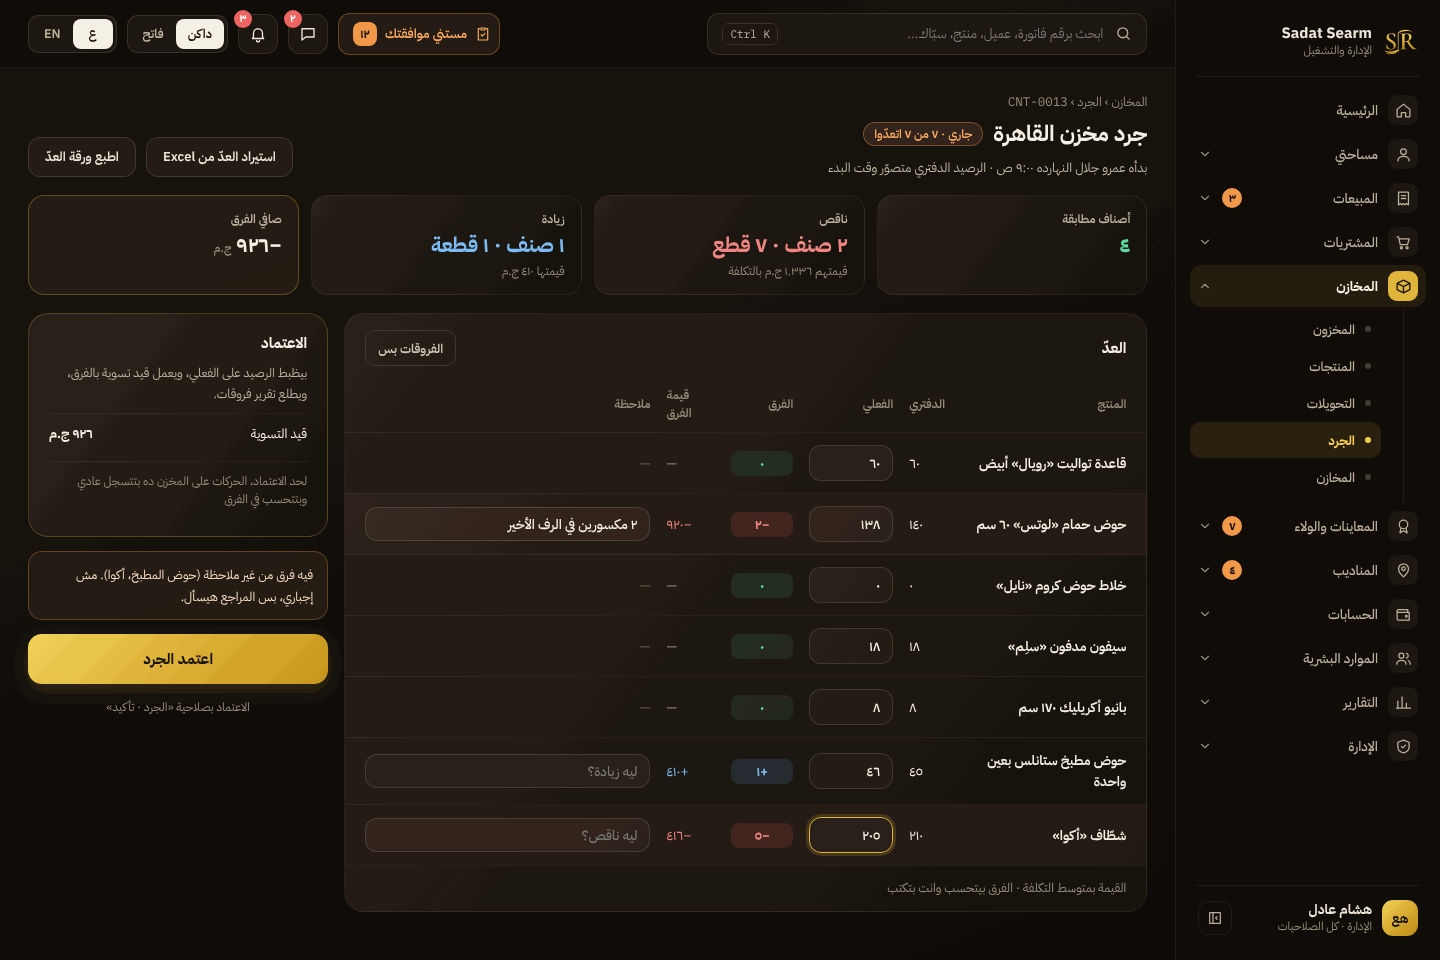 Sadat Searm
الإدارة والتشغيل
الرئيسية
مساحتي
المبيعات ٣
المشتريات
المخازن
المخزون
المنتجات
التحويلات
الجرد
المخازن
المعاينات والولاء ٧
المناديب ٤
الحسابات
الموارد البشرية
التقارير
الإدارة
هع
هشام عادل
الإدارة · كل الصلاحيات
ابحث برقم فاتورة، عميل، منتج، سبّاك... Ctrl K
مستني موافقتك ١٢
٢
٣
داكن فاتح
ع EN
المخازن › الجرد › CNT-0013
جرد مخزن القاهرة جاري · ٧ من ٧ اتعدّوا
بدأه عمرو جلال النهارده ٩:٠٠ ص · الرصيد الدفتري متصوّر وقت البدء
استيراد العدّ من Excel
اطبع ورقة العدّ
أصناف مطابقة
٤
ناقص
٢ صنف · ٧ قطع
قيمتهم ١٬٣٣٦ ج.م بالتكلفة
زيادة
١ صنف · ١ قطعة
قيمتها ٤١٠ ج.م
صافي الفرق
−٩٢٦ ج.م
العدّ
الفروقات بس
المنتج الدفتري الفعلي الفرق قيمة الفرق ملاحظة
قاعدة تواليت «رويال» أبيض ٦٠ ٦٠ ٠ — —
حوض حمام «لوتس» ٦٠ سم ١٤٠ ١٣٨ −٢ −٩٢٠ ٢ مكسورين في الرف الأخير
خلاط حوض كروم «نايل» ٠ ٠ ٠ — —
سيفون مدفون «سلِم» ١٨ ١٨ ٠ — —
بانيو أكريليك ١٧٠ سم ٨ ٨ ٠ — —
حوض مطبخ ستانلس بعين واحدة ٤٥ ٤٦ +١ +٤١٠ ليه زيادة؟
شطّاف «أكوا» ٢١٠ ٢٠٥ −٥ −٤١٦ ليه ناقص؟
القيمة بمتوسط التكلفة · الفرق بيتحسب وانت بتكتب
الاعتماد
بيظبط الرصيد على الفعلي، ويعمل قيد تسوية بالفرق،
ويطلع تقرير فروقات.
قيد التسوية ٩٢٦ ج.م
لحد الاعتماد، الحركات على المخزن ده بتتسجل عادي
وبتتحسب في الفرق
فيه فرق من غير ملاحظة (حوض المطبخ، أكوا). مش
إجباري، بس المراجع هيسأل.
اعتمد الجرد
الاعتماد بصلاحية «الجرد · تأكيد»